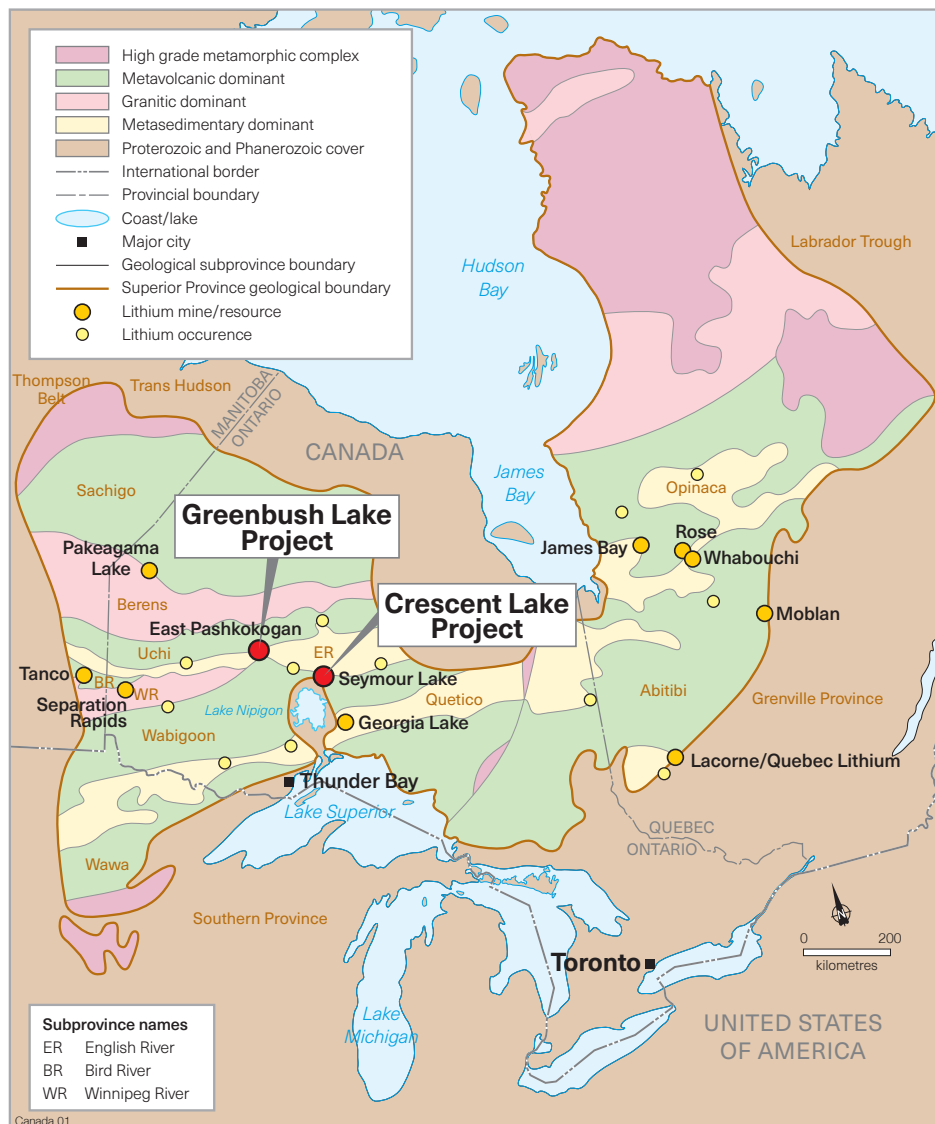 High grade metamorphic complex
Metavolcanic dominant
Granitic dominant
Metasedimentary dominant
Proterozoic and Phanerozoic cover
International border
Provincial boundary
Coast/lake
Major city
Geological subprovince boundary
Superior Province geological boundary
Lithium mine/resource
Lithium occurence
Labrador Trough
Hudson
Bay
Thompson
Belt
Trans Hudson
MANITOBA
ONTARIO
CANADA
James
Bay
Sachigo
Opinaca
Greenbush Lake
Project
Rose
James Bay
Whabouchi
Pakeagama
Lake
Berens
Crescent Lake
Project
Moblan
East Pashkokogan
Uchi
ER
Tanco
BR
WR
Seymour Lake
Quetico
Abitibi
Grenville Province
Separation
Rapids
Lake Nipigon
Georgia Lake
Wabigoon
Lacorne/Quebec Lithium
Thunder Bay
Lake Superior
QUEBEC
ONTARIO
Wawa
Southern Province
N
0 200
kilometres
Toronto
Lake
Michigan
UNITED STATES
OF AMERICA
Subprovince names
ER English River
BR Bird River
WR Winnipeg River
Canada 01